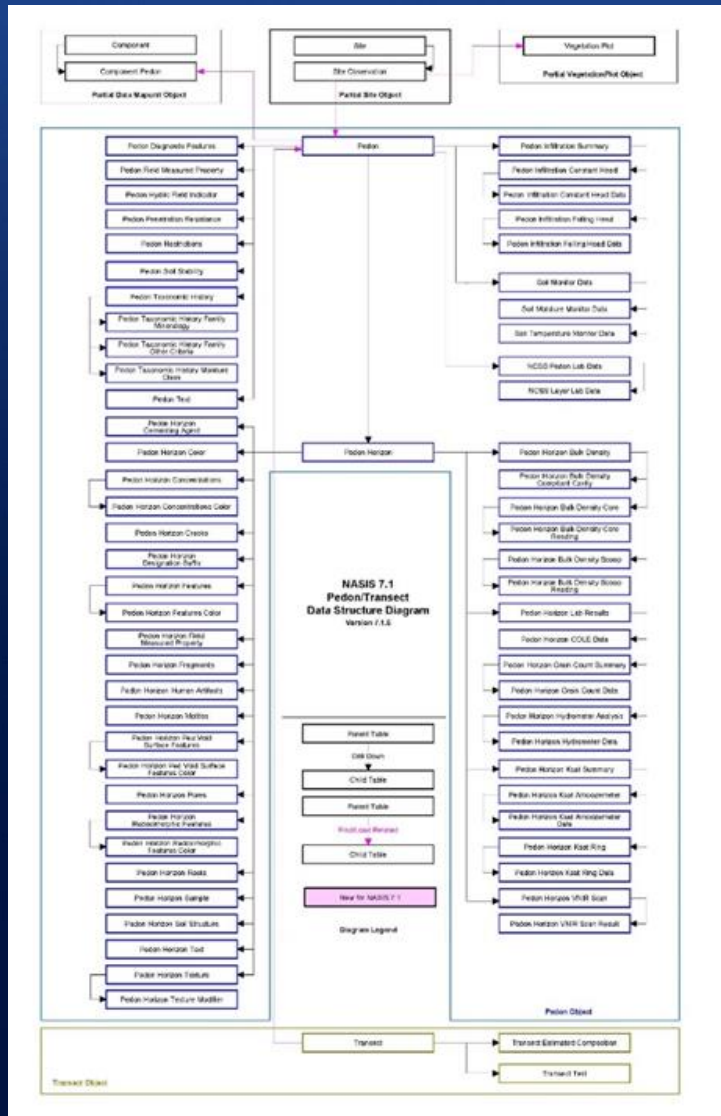 Component
Component Pedon
Partial Data Mapunit Object
Site
Site Observation
Partial Site Object
Vegetation Plot
Partial VegetationPlot Object
Pedon Diagnostic Features
Pedon Field Measured Property
Pedon Hydric Field Indicator
Pedon Penetration Resistance
Pedon Restrictions
Pedon Soil Stability
Pedon Taxonomic History
Pedon Taxonomic History Family
Mineralogy
Pedon Taxonomic History Family
Other Criteria
Pedon Taxonomic History Moisture
Class
Pedon Text
Pedon Horizon
Cementing Agent
Pedon Horizon Color
Pedon Horizon Concentrations
Pedon Horizon Concentrations Color
Pedon Horizon Cracks
Pedon Horizon
Designation Suffix
Pedon Horizon Features
Pedon Horizon Features Color
Pedon Horizon Field
Measured Property
Pedon Horizon Fragments
Pedon Horizon Human Artifacts
Pedon Horizon Mottles
Pedon Horizon Ped Void
Surface Features
Pedon Horizon Ped Void Surface
Features Color
Pedon Horizon Pores
Pedon Horizon
Redoximorphic Features
Pedon Horizon Redoximorphic
Features Color
Pedon Horizon Roots
Pedon Horizon Sample
Pedon Horizon Soil Structure
Pedon Horizon Text
Pedon Horizon Texture
Pedon Horizon Texture Modifier
Pedon
Pedon Horizon
NASIS 7.1
Pedon/Transect
Data Structure Diagram
Version 7.1.5
Parent Table
Drill Down
Child Table
Parent Table
Child Table
New for NASIS 7.1
Diagram Legend
Pedon Infiltration Summary
Pedon Infiltration Constant Head
Pedon Infiltration Constant Head Data
Pedon Infiltration Falling Head
Pedon Infiltration Falling Head Data
Soil Monitor Data
Soil Moisture Monitor Data
Soil Temperature Monitor Data
NCSS Pedon Lab Data
NCSS Layer Lab Data
Pedon Horizon Bulk Density
Pedon Horizon Bulk Density
Compliant Cavity
Pedon Horizon Bulk Density Core
Pedon Horizon Bulk Density Core
Reading
Pedon Horizon Bulk Density Scoop
Pedon Horizon Bulk Density Scoop
Reading
Pedon Horizon Lab Results
Pedon Horizon COLE Data
Pedon Horizon Grain Count Summary
Pedon Horizon Grain Count Data
Pedon Horizon Hydrometer Analysis
Pedon Horizon Hydrometer Data
Pedon Horizon Ksat Summary
Pedon Horizon Ksat Amoozemeter
Pedon Horizon Ksat Amoozemeter
Data
Pedon Horizon Ksat Ring
Pedon Horizon Ksat Ring Data
Pedon Horizon VNIR Scan
Pedon Horizon VNIR Scan Result
Pedon Object
Transect
Transect Estimated Composition
Transect Text
Transect Object